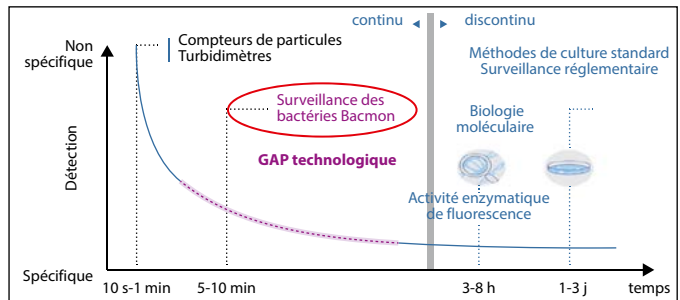 continu
discontinu
Non
spécifique
Compteurs de particules
Turbidimètres
Méthodes de culture standard
Surveillance réglementaire
Surveillance des
bactéries Bacmon
Biologie
moléculaire
GAP technologique
Détection
Activité enzymatique
de fluorescence
Spécifique
10 s-1 min
5-10 min
3-8 h
1-3 j
temps